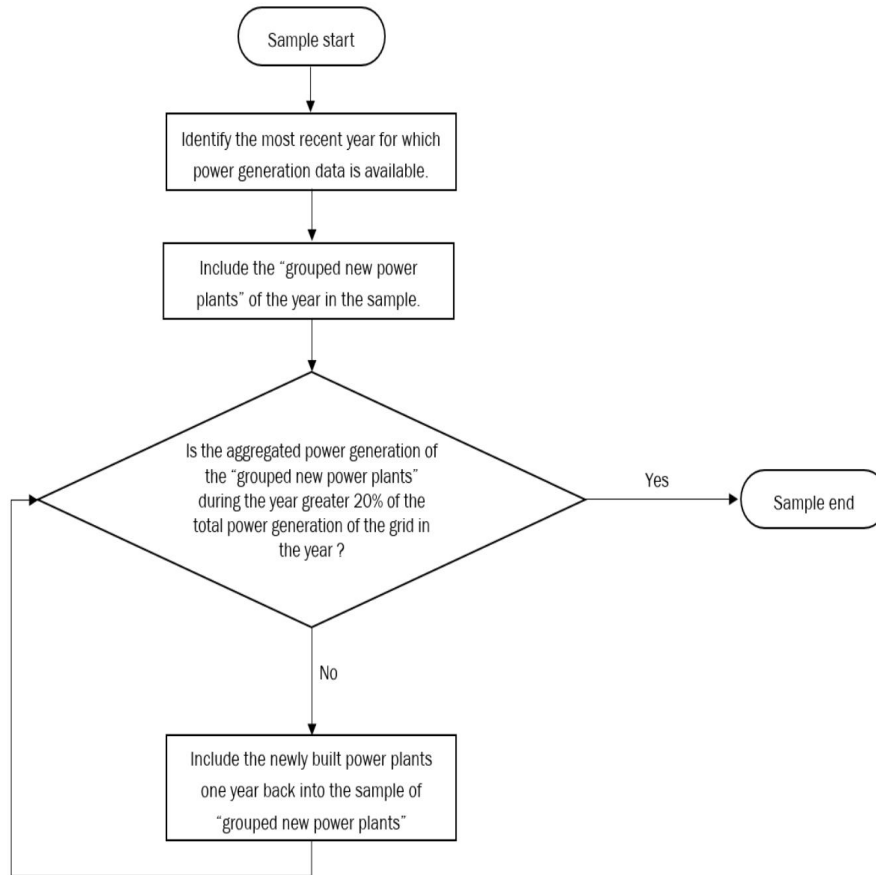 Sample start
Identify the most recent year for which
power generation data is available.
Include the “grouped new power
plants” of the year in the sample.
Is the aggregated power generation of
the “grouped new power plants”
during the year greater 20% of the
total power generation of the grid in
the year ?
Yes
Sample end
No
Include the newly built power plants
one year back into the sample of
“grouped new power plants”